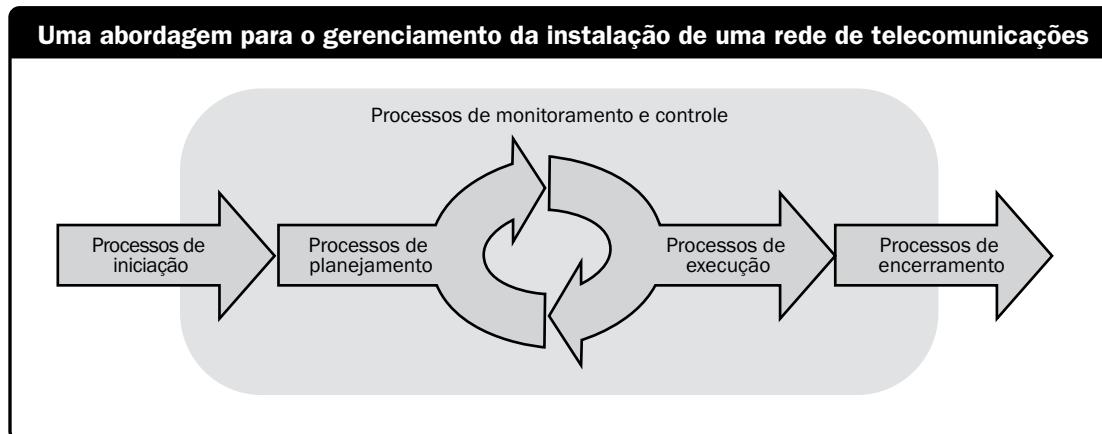 Uma abordagem para o gerenciamento da instalação de uma rede de telecomunicações
Processos de monitoramento e controle
Processos de
iniciação
Processos de
planejamento
Processos de
execução
Processos de
encerramento